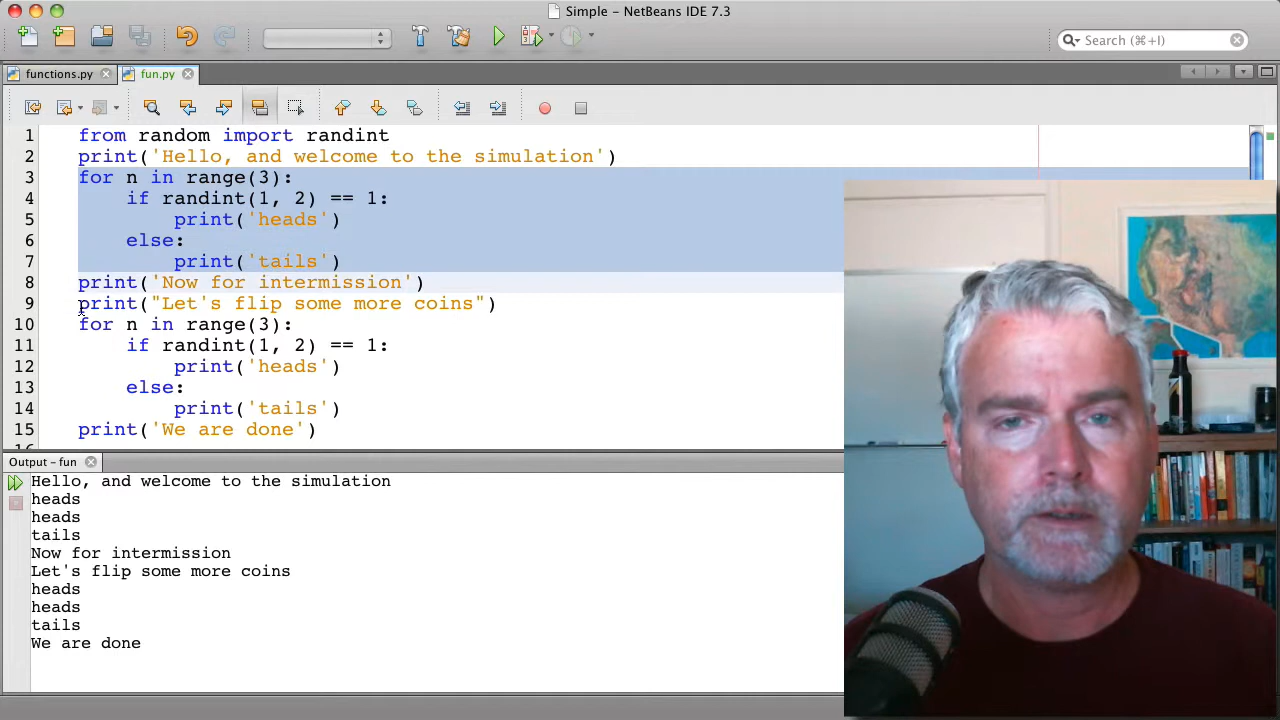 Simple - NetBeans IDE 7.3
Search (⌘+I)
functions.py
fun.py
1 from random import randint
2 print('Hello, and welcome to the simulation')
3 for n in range(3):
4 if randint(1, 2) == 1:
5 print('heads')
6 else:
7 print('tails')
8 print('Now for intermission')
9 print("Let's flip some more coins")
10 for n in range(3):
11 if randint(1, 2) == 1:
12 print('heads')
13 else:
14 print('tails')
15 print('We are done')
Output - fun
Hello, and welcome to the simulation
heads
heads
tails
Now for intermission
Let's flip some more coins
heads
heads
tails
We are done